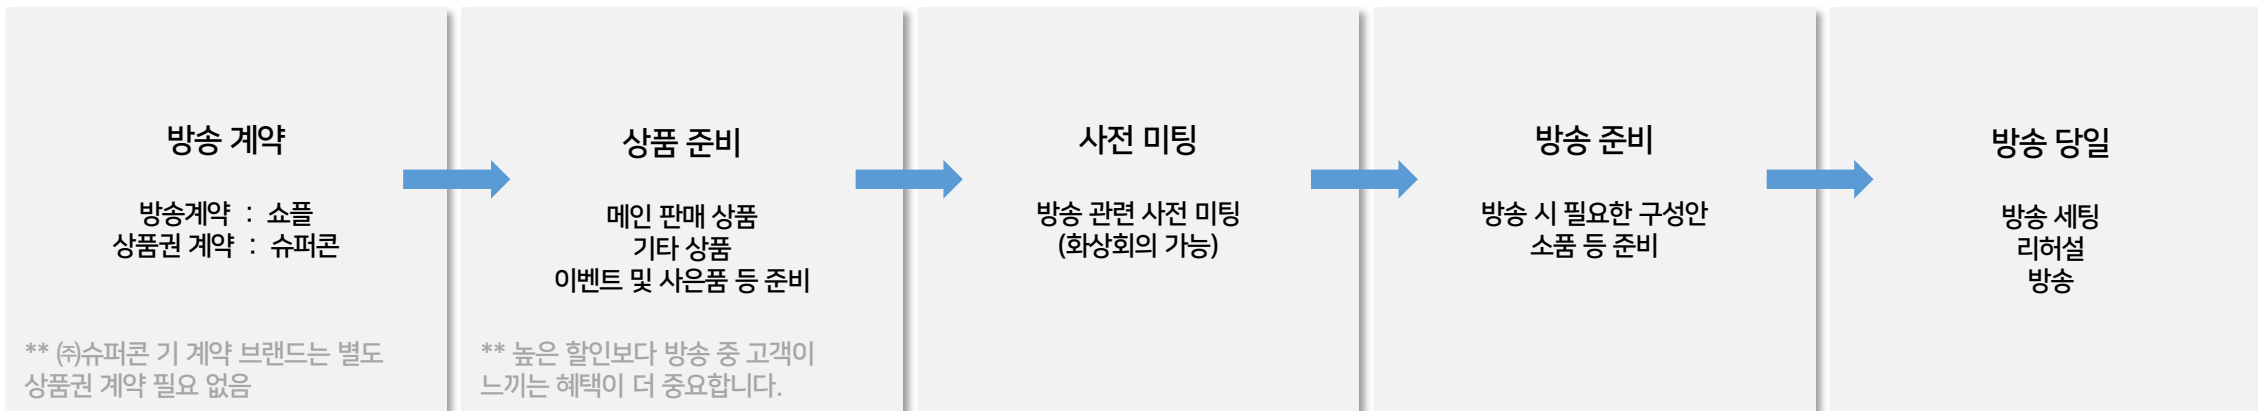 방송 계약
방송계약 : 쇼플
상품권 계약 : 슈퍼콘
** ㈜슈퍼콘 기 계약 브랜드는 별도
상품권 계약 필요 없음
상품 준비
메인 판매 상품
기타 상품
이벤트 및 사은품 등 준비
** 높은 할인보다 방송 중 고객이
느끼는 혜택이 더 중요합니다.
사전 미팅
방송 관련 사전 미팅
(화상회의 가능)
방송 준비
방송 시 필요한 구성안
소품 등 준비
방송 당일
방송 세팅
리허설
방송